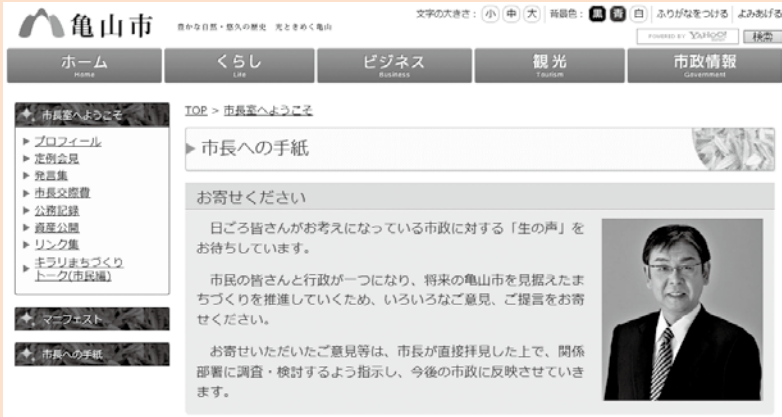 亀山市
豊かな自然・悠久の歴史 光ときめく亀山
文字の大きさ： 小 中 大 背景色： 黒 青 白 ふりがなをつける よみあげる
POWERED BY YAHOO! 検索
ホーム くらし ビジネス 観光 市政情報
Home Life Business Tourism Government
市長室へようこそ
プロフィール
定例会見
発言集
市長交際費
公務記録
資産公開
リンク集
キラリまちづくり
トーク(市民編)
マニフェスト
市長への手紙
TOP > 市長室へようこそ
市長への手紙
お寄せください
日ごろ皆さんがお考えになっている市政に対する「生の声」を
お待ちしています。
市民の皆さんと行政が一つになり、将来の亀山市を見据えたま
ちづくりを推進していくため、いろいろなご意見、ご提言をお寄
せください。
お寄せいただいたご意見等は、市長が直接拝見した上で、関係
部署に調査・検討するよう指示し、今後の市政に反映させていき
ます。